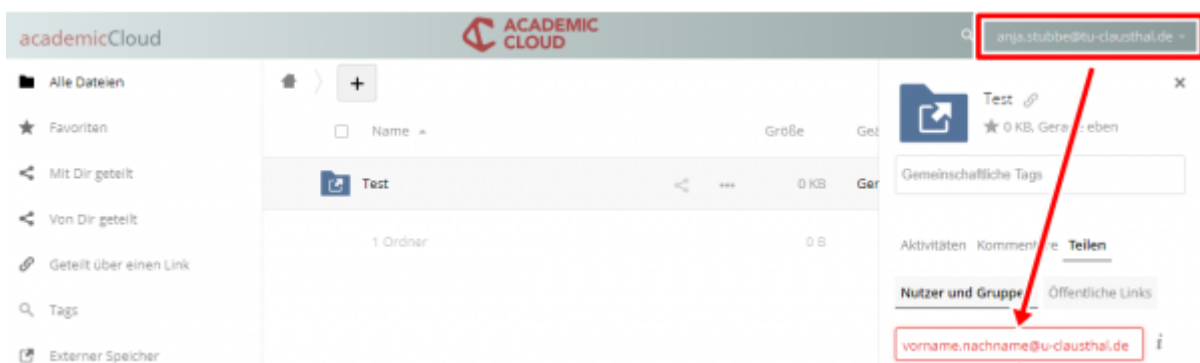 academicCloud
ACADEMIC
CLOUD
anja.stubbe@tu-clausthal.de
Alle Dateien
Favoriten
Mit Dir geteilt
Von Dir geteilt
Geteilt über einen Link
Tags
Externer Speicher
+
Name
Größe
Test
0 KB
Ger
1 Ordner
0 B
Test
0 KB, Gerade eben
Gemeinschaftliche Tags
Aktivitäten Kommentare Teilen
Nutzer und Gruppen Öffentliche Links
vorname.nachname@u-clausthal.de